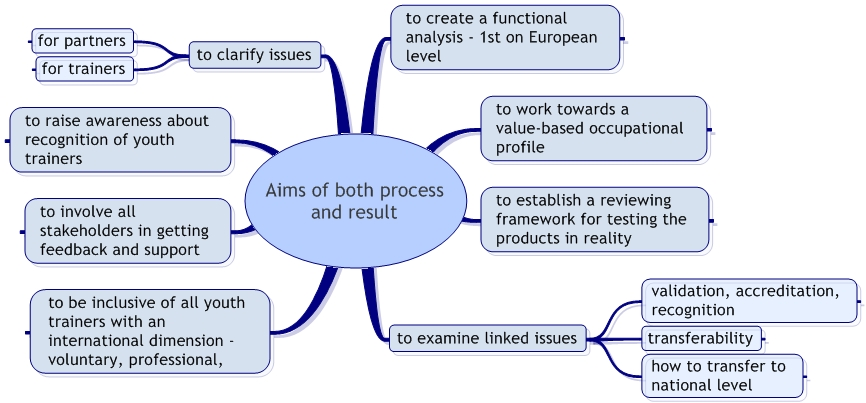 Aims of both process
and result
to create a functional
analysis - 1st on European
level
to work towards a
value-based occupational
profile
to establish a reviewing
framework for testing the
products in reality
to examine linked issues
validation, accreditation,
recognition
transferability
how to transfer to
national level
to be inclusive of all youth
trainers with an
international dimension -
voluntary, professional,
to involve all
stakeholders in getting
feedback and support
to raise awareness about
recognition of youth
trainers
to clarify issues
for partners
for trainers